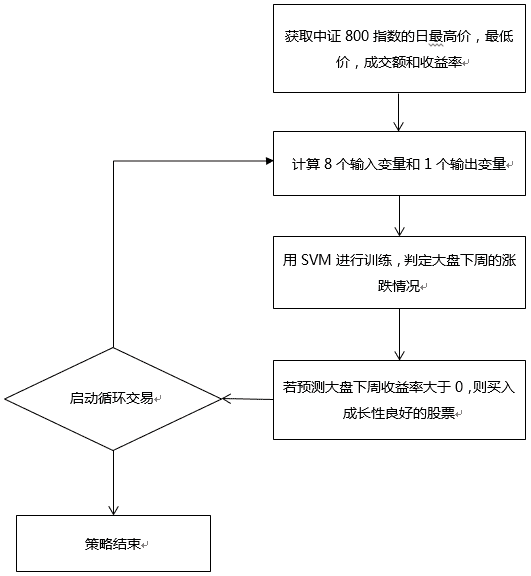 获取中证 800 指数的日最高价，最低
价，成交额和收益率
计算 8 个输入变量和 1 个输出变量
用 SVM 进行训练，判定大盘下周的涨
跌情况
若预测大盘下周收益率大于 0，则买入
成长性良好的股票
启动循环交易
策略结束